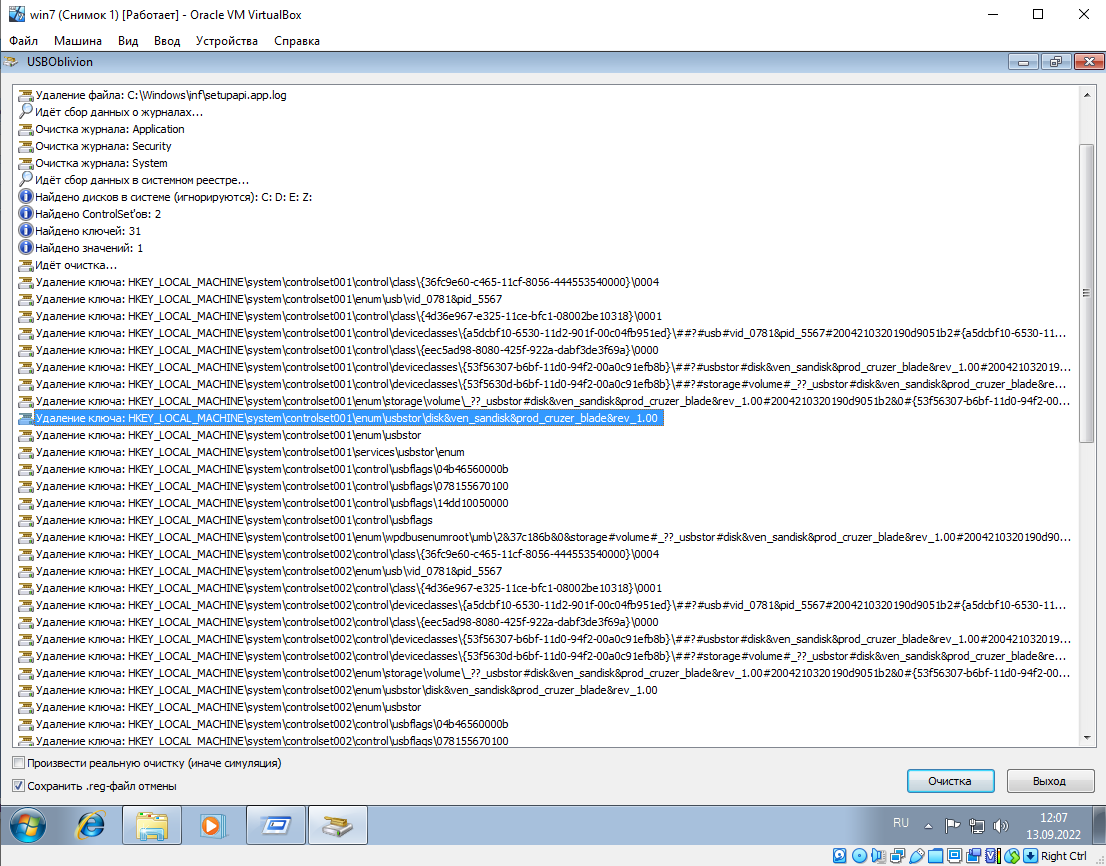 win7 (Снимок 1) [Работает] - Oracle VM VirtualBox
Файл Машина Вид Ввод Устройства Справка
USBOblivion
Удаление файла: C:\Windows\inf\setupapi.app.log
Идёт сбор данных о журналах...
Очистка журнала: Application
Очистка журнала: Security
Очистка журнала: System
Идёт сбор данных в системном реестре...
Найдено дисков в системе (игнорируются): C: D: E: Z:
Найдено ControlSet'ов: 2
Найдено ключей: 31
Найдено значений: 1
Идёт очистка...
Удаление ключа: HKEY_LOCAL_MACHINE\system\controlset001\control\class\{36fc9e60-c465-11cf-8056-444553540000}\0004
Удаление ключа: HKEY_LOCAL_MACHINE\system\controlset001\enum\usb\vid_0781&pid_5567
Удаление ключа: HKEY_LOCAL_MACHINE\system\controlset001\control\class\{4d36e967-e325-11ce-bfc1-08002be10318}\0001
Удаление ключа: HKEY_LOCAL_MACHINE\system\controlset001\control\deviceclasses\{a5dcbf10-6530-11d2-901f-00c04fb951ed}\##?#usb#vid_0781&pid_5567#2004210320190d9051b2#{a5dcbf10-6530-11...
Удаление ключа: HKEY_LOCAL_MACHINE\system\controlset001\control\class\{eec5ad98-8080-425f-922a-dabf3de3f69a}\0000
Удаление ключа: HKEY_LOCAL_MACHINE\system\controlset001\control\deviceclasses\{53f56307-b6bf-11d0-94f2-00a0c91efb8b}\##?#usbstor#disk&ven_sandisk&prod_cruzer_blade&rev_1.00#200421032019...
Удаление ключа: HKEY_LOCAL_MACHINE\system\controlset001\control\deviceclasses\{53f5630d-b6bf-11d0-94f2-00a0c91efb8b}\##?#storage#volume#_??_usbstor#disk&ven_sandisk&prod_cruzer_blade&re...
Удаление ключа: HKEY_LOCAL_MACHINE\system\controlset001\enum\storage\volume\_??_usbstor#disk&ven_sandisk&prod_cruzer_blade&rev_1.00#2004210320190d9051b2&0#{53f56307-b6bf-11d0-94f2-00...
Удаление ключа: HKEY_LOCAL_MACHINE\system\controlset001\enum\usbstor\disk&ven_sandisk&prod_cruzer_blade&rev_1.00
Удаление ключа: HKEY_LOCAL_MACHINE\system\controlset001\enum\usbstor
Удаление ключа: HKEY_LOCAL_MACHINE\system\controlset001\services\usbstor\enum
Удаление ключа: HKEY_LOCAL_MACHINE\system\controlset001\control\usbflags\04b46560000b
Удаление ключа: HKEY_LOCAL_MACHINE\system\controlset001\control\usbflags\078155670100
Удаление ключа: HKEY_LOCAL_MACHINE\system\controlset001\control\usbflags\14dd10050000
Удаление ключа: HKEY_LOCAL_MACHINE\system\controlset001\control\usbflags
Удаление ключа: HKEY_LOCAL_MACHINE\system\controlset001\enum\wpdbusenumroot\umb\2&37c186b&0&storage#volume#_??_usbstor#disk&ven_sandisk&prod_cruzer_blade&rev_1.00#2004210320190d90...
Удаление ключа: HKEY_LOCAL_MACHINE\system\controlset002\control\class\{36fc9e60-c465-11cf-8056-444553540000}\0004
Удаление ключа: HKEY_LOCAL_MACHINE\system\controlset002\enum\usb\vid_0781&pid_5567
Удаление ключа: HKEY_LOCAL_MACHINE\system\controlset002\control\class\{4d36e967-e325-11ce-bfc1-08002be10318}\0001
Удаление ключа: HKEY_LOCAL_MACHINE\system\controlset002\control\deviceclasses\{a5dcbf10-6530-11d2-901f-00c04fb951ed}\##?#usb#vid_0781&pid_5567#2004210320190d9051b2#{a5dcbf10-6530-11...
Удаление ключа: HKEY_LOCAL_MACHINE\system\controlset002\control\class\{eec5ad98-8080-425f-922a-dabf3de3f69a}\0000
Удаление ключа: HKEY_LOCAL_MACHINE\system\controlset002\control\deviceclasses\{53f56307-b6bf-11d0-94f2-00a0c91efb8b}\##?#usbstor#disk&ven_sandisk&prod_cruzer_blade&rev_1.00#200421032019...
Удаление ключа: HKEY_LOCAL_MACHINE\system\controlset002\control\deviceclasses\{53f5630d-b6bf-11d0-94f2-00a0c91efb8b}\##?#storage#volume#_??_usbstor#disk&ven_sandisk&prod_cruzer_blade&re...
Удаление ключа: HKEY_LOCAL_MACHINE\system\controlset002\enum\storage\volume\_??_usbstor#disk&ven_sandisk&prod_cruzer_blade&rev_1.00#2004210320190d9051b2&0#{53f56307-b6bf-11d0-94f2-00...
Удаление ключа: HKEY_LOCAL_MACHINE\system\controlset002\enum\usbstor\disk&ven_sandisk&prod_cruzer_blade&rev_1.00
Удаление ключа: HKEY_LOCAL_MACHINE\system\controlset002\enum\usbstor
Удаление ключа: HKEY_LOCAL_MACHINE\system\controlset002\control\usbflags\04b46560000b
Удаление ключа: HKEY_LOCAL_MACHINE\system\controlset002\control\usbflags\078155670100
Произвести реальную очистку (иначе симуляция)
Сохранить .reg-файл отмены
Очистка Выход
RU
12:07
13.09.2022
Right Ctrl